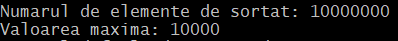 Numarul de elemente de sortat: 10000000
Valoarea maxima: 10000